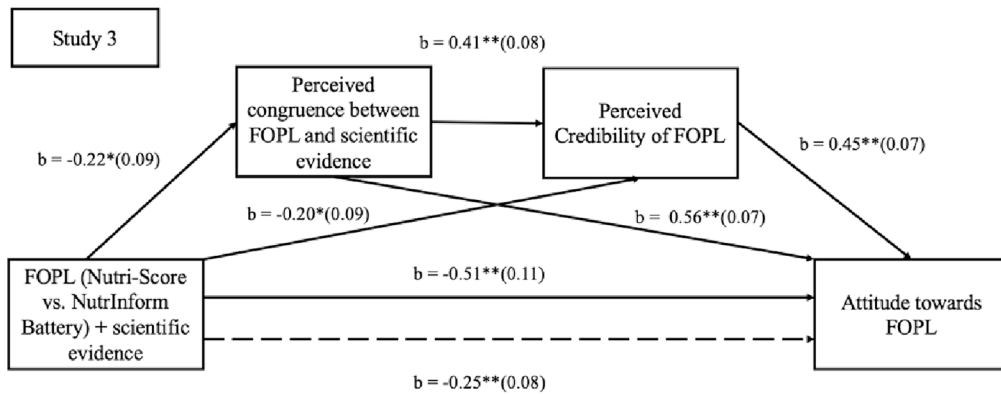 Study 3
b = 0.41**(0.08)
Perceived
congruence between
FOPL and scientific
evidence
Perceived
Credibility of FOPL
b = -0.22*(0.09)
b = 0.45**(0.07)
b = -0.20*(0.09)
b = 0.56**(0.07)
FOPL (Nutri-Score
vs. NutrInform
Battery) + scientific
evidence
b = -0.51**(0.11)
Attitude towards
FOPL
b = -0.25**(0.08)